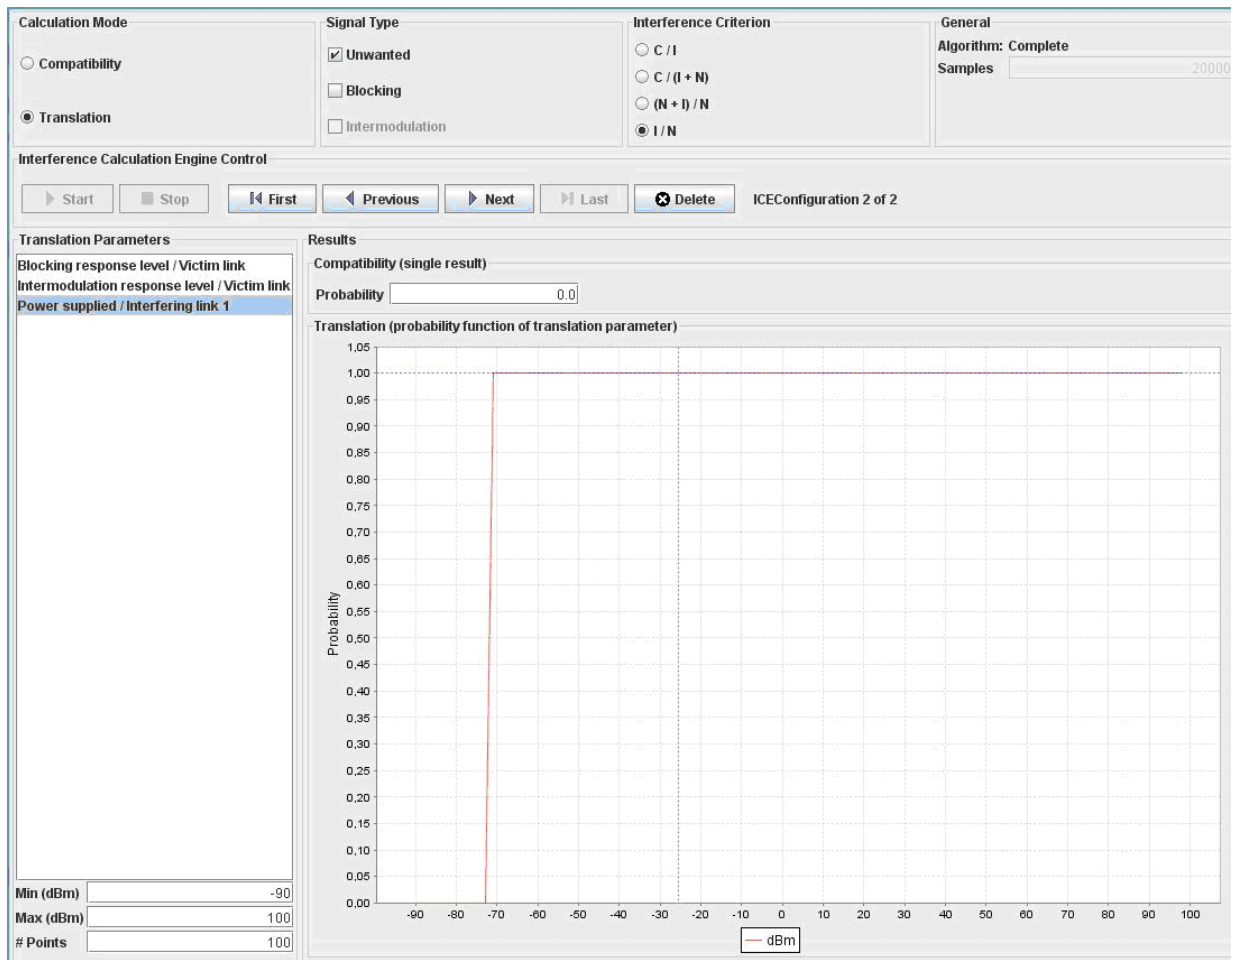 Calculation Mode
Compatibility
Translation
Signal Type
Unwanted
Blocking
Intermodulation
Interference Criterion
C / I
C / (I + N)
(N + I) / N
I / N
General
Algorithm: Complete
Samples 20000
Interference Calculation Engine Control
Start Stop First Previous Next Last Delete ICEConfiguration 2 of 2
Translation Parameters
Blocking response level / Victim link
Intermodulation response level / Victim link
Power supplied / Interfering link 1
Min (dBm) -90
Max (dBm) 100
# Points 100
Results
Compatibility (single result)
Probability 0.0
Translation (probability function of translation parameter)
1,05
1,00
0,95
0,90
0,85
0,80
0,75
0,70
0,65
0,60
0,55
0,50
0,45
0,40
0,35
0,30
0,25
0,20
0,15
0,10
0,05
0,00
Probability
-90 -80 -70 -60 -50 -40 -30 -20 -10 0 10 20 30 40 50 60 70 80 90 100
dBm